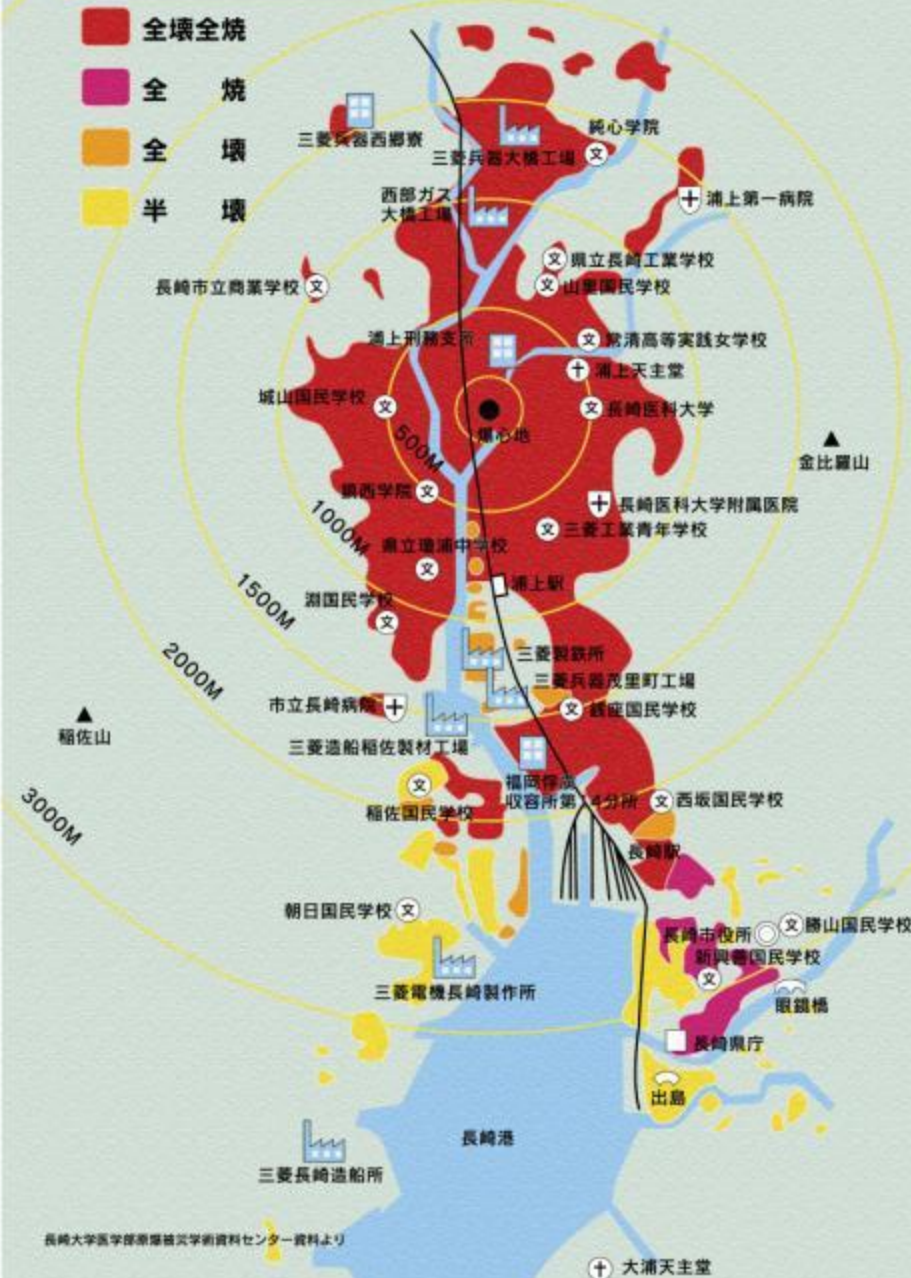 全壊全焼
全　　焼
全　　壊
半　　壊
三菱兵器西郷寮
三菱兵器大橋工場
純心学院
西部ガス
大橋工場
浦上第一病院
県立長崎工業学校
山里国民学校
長崎市立商業学校
浦上刑務支所
常清高等実践女学校
浦上天主堂
城山国民学校
長崎医科大学
爆心地
500M
金比羅山
鎮西学院
長崎医科大学附属医院
1000M
三菱工業青年学校
県立瓊浦中学校
浦上駅
1500M
淵国民学校
2000M
三菱製鉄所
三菱兵器茂里町工場
市立長崎病院
銭座国民学校
稲佐山
三菱造船稲佐製材工場
3000M
福岡俘虜
収容所第14分所
西坂国民学校
稲佐国民学校
長崎駅
朝日国民学校
長崎市役所
勝山国民学校
新興善国民学校
三菱電機長崎製作所
眼鏡橋
長崎県庁
出島
長崎港
三菱長崎造船所
長崎大学医学部原爆被災学術資料センター資料より
大浦天主堂